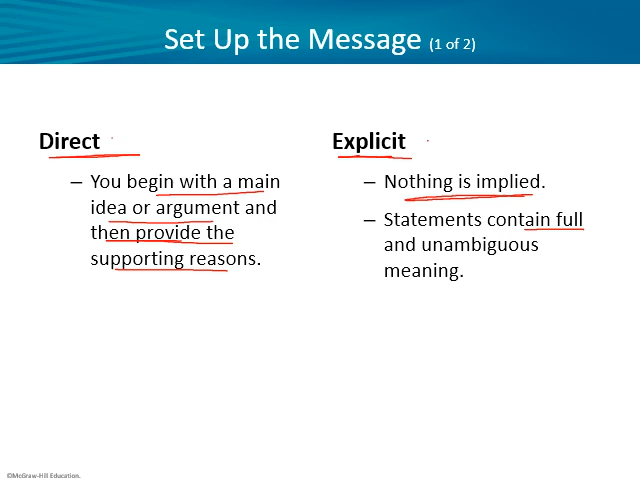 Set Up the Message (1 of 2)
Direct
– You begin with a main
idea or argument and
then provide the
supporting reasons.
Explicit
– Nothing is implied.
– Statements contain full
and unambiguous
meaning.
©McGraw-Hill Education.